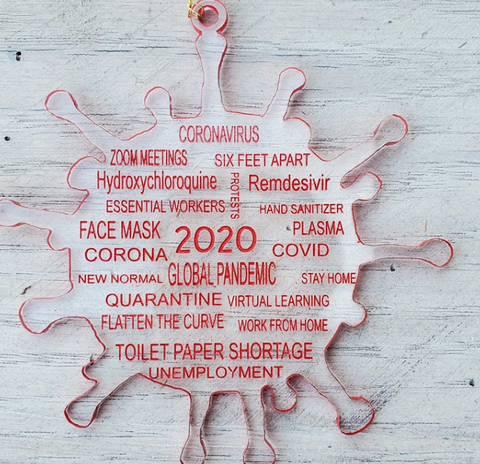 CORONAVIRUS
ZOOM MEETINGS SIX FEET APART
Hydroxychloroquine PROTESTS Remdesivir
ESSENTIAL WORKERS HAND SANITIZER
FACE MASK 2020 PLASMA
CORONA COVID
NEW NORMAL GLOBAL PANDEMIC STAY HOME
QUARANTINE VIRTUAL LEARNING
FLATTEN THE CURVE WORK FROM HOME
TOILET PAPER SHORTAGE
UNEMPLOYMENT